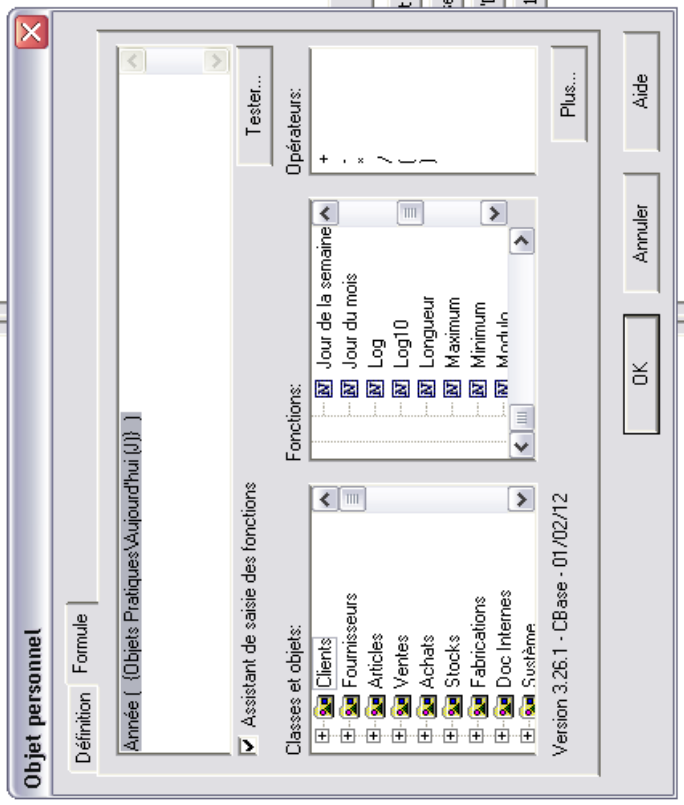 Objet personnel
Définition
Formule
Année ( {Objets Pratiques\Aujourd'hui (J)} )
Assistant de saisie des fonctions
Tester...
Classes et objets:
Clients
Fournisseurs
Articles
Ventes
Achats
Stocks
Fabrications
Doc Internes
Système
Fonctions:
Jour de la semaine
Jour du mois
Log
Log10
Longueur
Maximum
Minimum
Modulo
Opérateurs:
+
-
*
/
(
)
Plus...
Version 3.26.1 - CBase - 01/02/12
OK
Annuler
Aide